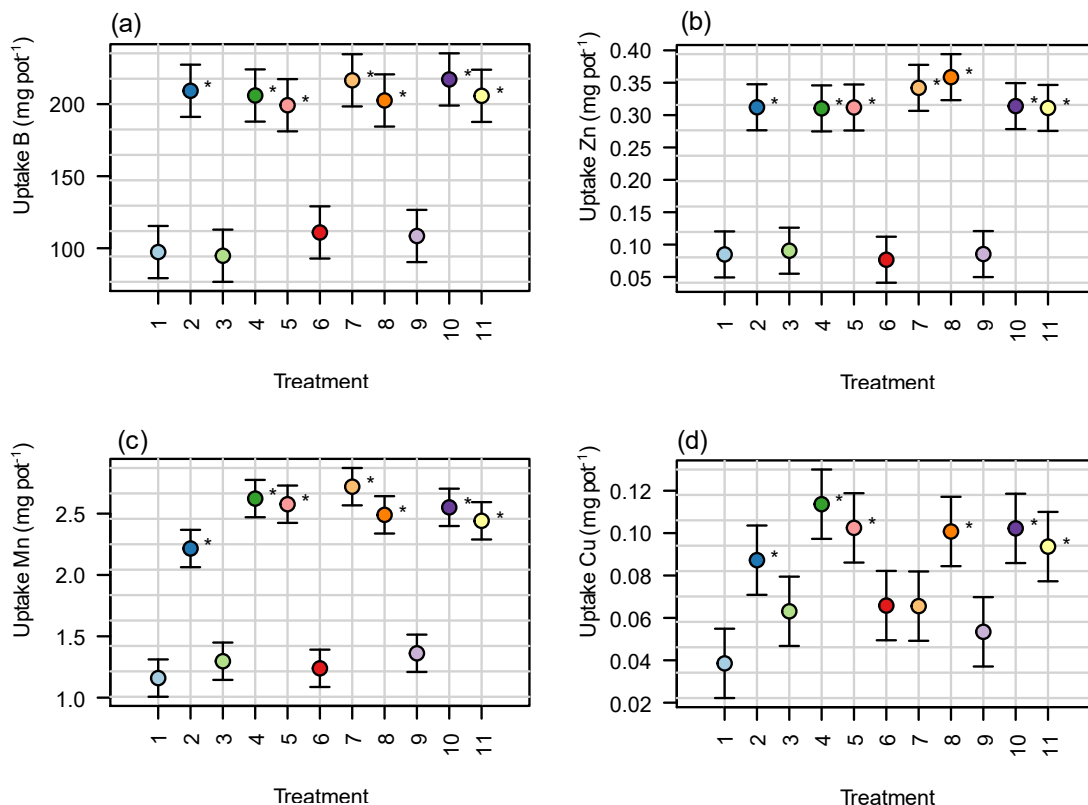 (a)
Uptake B (mg pot⁻¹)
200
150
100
* * * * * * *
1 2 3 4 5 6 7 8 9 10 11
Treatment
(b)
Uptake Zn (mg pot⁻¹)
0.40
0.35
0.30
0.25
0.20
0.15
0.10
0.05
* * * * * * *
1 2 3 4 5 6 7 8 9 10 11
Treatment
(c)
Uptake Mn (mg pot⁻¹)
2.5
2.0
1.5
1.0
* * * * * * *
1 2 3 4 5 6 7 8 9 10 11
Treatment
(d)
Uptake Cu (mg pot⁻¹)
0.12
0.10
0.08
0.06
0.04
0.02
* * * * * *
1 2 3 4 5 6 7 8 9 10 11
Treatment